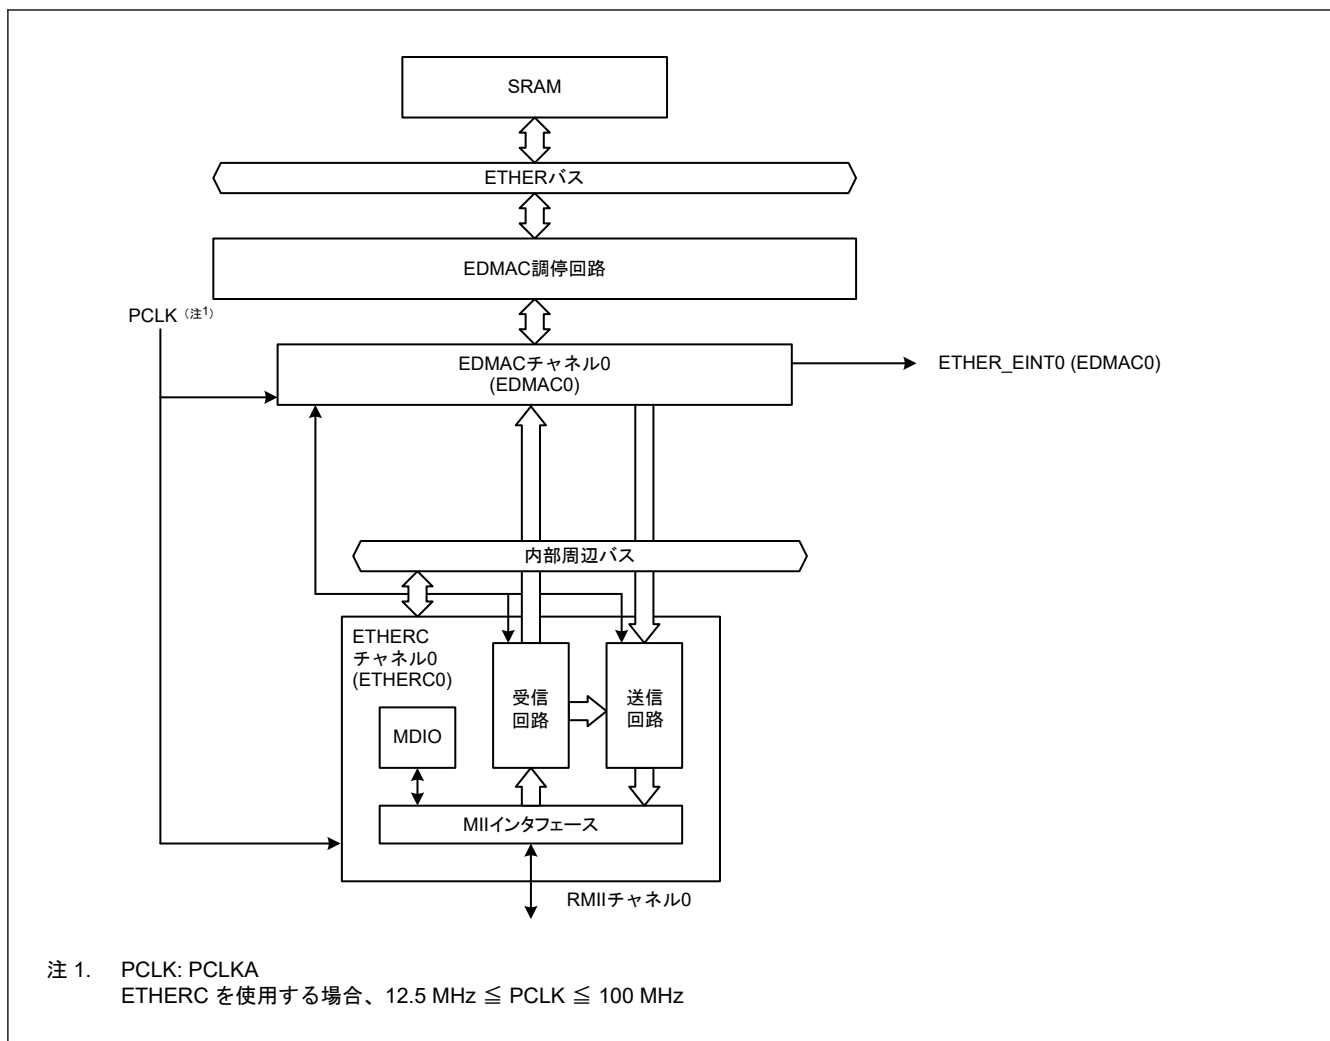 SRAM
ETHERバス
EDMAC調停回路
PCLK (注1)
EDMACチャネル0
(EDMAC0)
ETHER_EINT0 (EDMAC0)
内部周辺バス
ETHERC
チャネル0
(ETHERC0)
受信
回路
送信
回路
MDIO
MIIインタフェース
RMIIチャネル0
注 1. PCLK: PCLKA
ETHERC を使用する場合、12.5 MHz ≦ PCLK ≦ 100 MHz